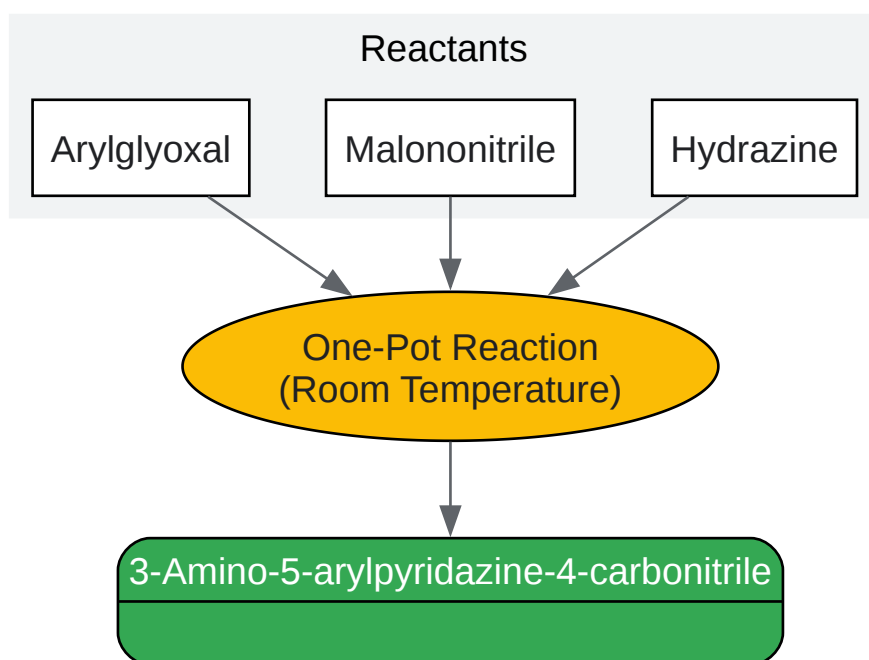 Reactants
Arylglyoxal
Malononitrile
Hydrazine
One-Pot Reaction
(Room Temperature)
3-Amino-5-arylpyridazine-4-carbonitrile